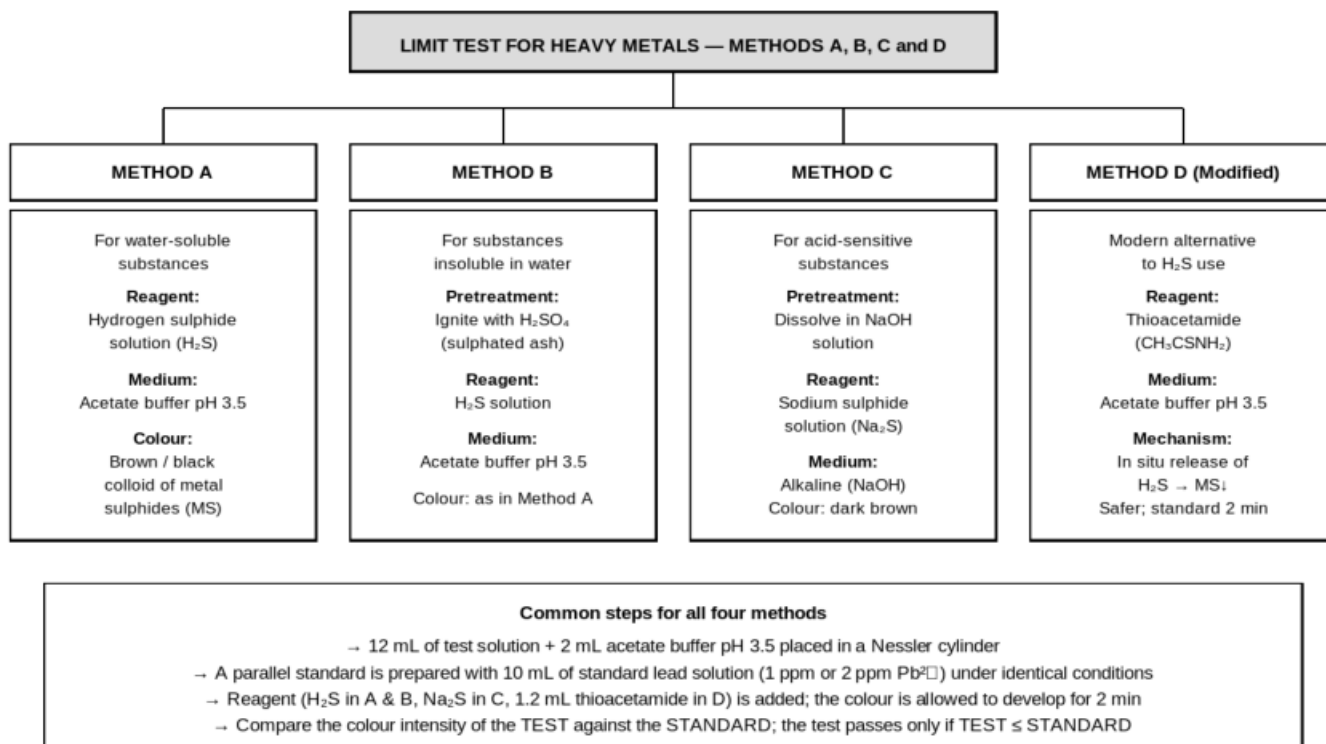 LIMIT TEST FOR HEAVY METALS — METHODS A, B, C and D
METHOD A
For water-soluble
substances
Reagent:
Hydrogen sulphide
solution (H₂S)
Medium:
Acetate buffer pH 3.5
Colour:
Brown / black
colloid of metal
sulphides (MS)
METHOD B
For substances
insoluble in water
Pretreatment:
Ignite with H₂SO₄
(sulphated ash)
Reagent:
H₂S solution
Medium:
Acetate buffer pH 3.5
Colour: as in Method A
METHOD C
For acid-sensitive
substances
Pretreatment:
Dissolve in NaOH
solution
Reagent:
Sodium sulphide
solution (Na₂S)
Medium:
Alkaline (NaOH)
Colour: dark brown
METHOD D (Modified)
Modern alternative
to H₂S use
Reagent:
Thioacetamide
(CH₃CSNH₂)
Medium:
Acetate buffer pH 3.5
Mechanism:
In situ release of
H₂S → MS↓
Safer; standard 2 min
Common steps for all four methods
→ 12 mL of test solution + 2 mL acetate buffer pH 3.5 placed in a Nessler cylinder
→ A parallel standard is prepared with 10 mL of standard lead solution (1 ppm or 2 ppm Pb²□) under identical conditions
→ Reagent (H₂S in A & B, Na₂S in C, 1.2 mL thioacetamide in D) is added; the colour is allowed to develop for 2 min
→ Compare the colour intensity of the TEST against the STANDARD; the test passes only if TEST ≤ STANDARD